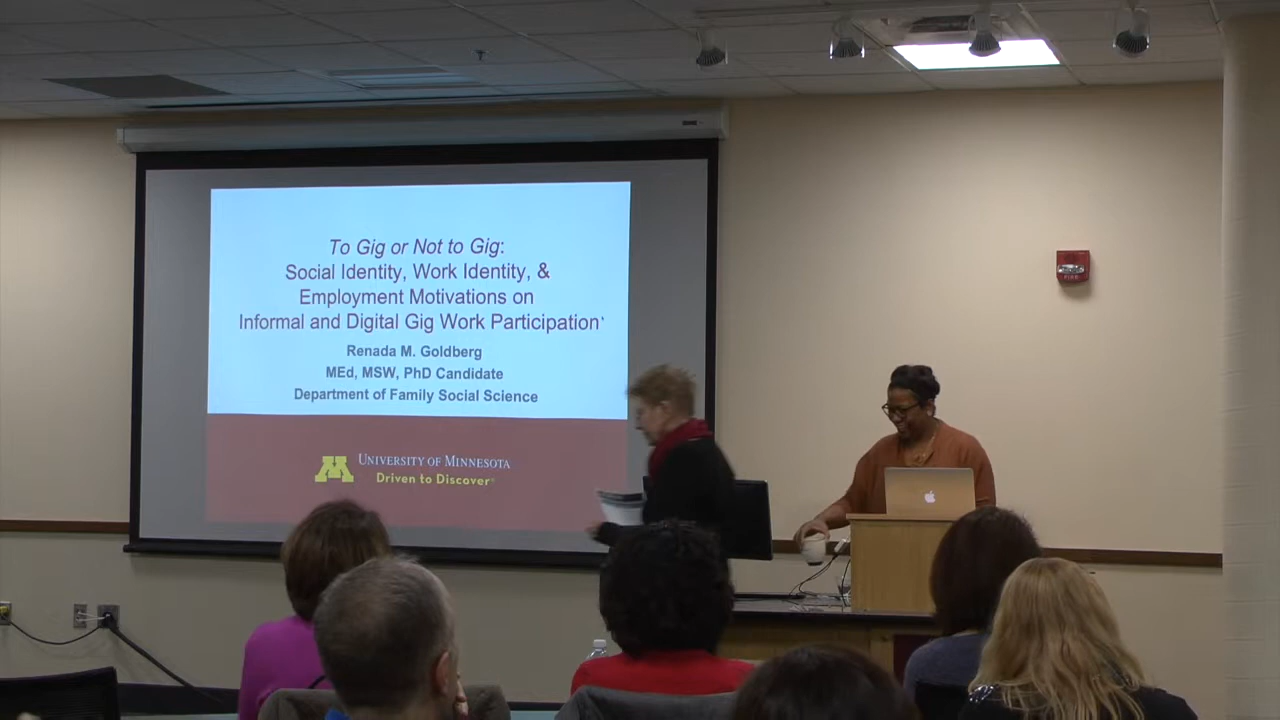 To Gig or Not to Gig:
Social Identity, Work Identity, &
Employment Motivations on
Informal and Digital Gig Work Participation
Renada M. Goldberg
MEd, MSW, PhD Candidate
Department of Family Social Science
M
UNIVERSITY OF MINNESOTA
Driven to Discover
FIRE